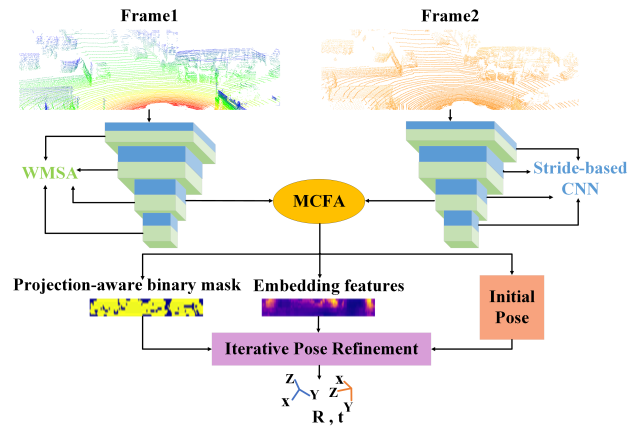 Frame1
Frame2
WMSA
Stride-based
CNN
MCFA
Projection-aware binary mask
Embedding features
Initial
Pose
Iterative Pose Refinement
Z
X
Y
X
Z
Y
R , t